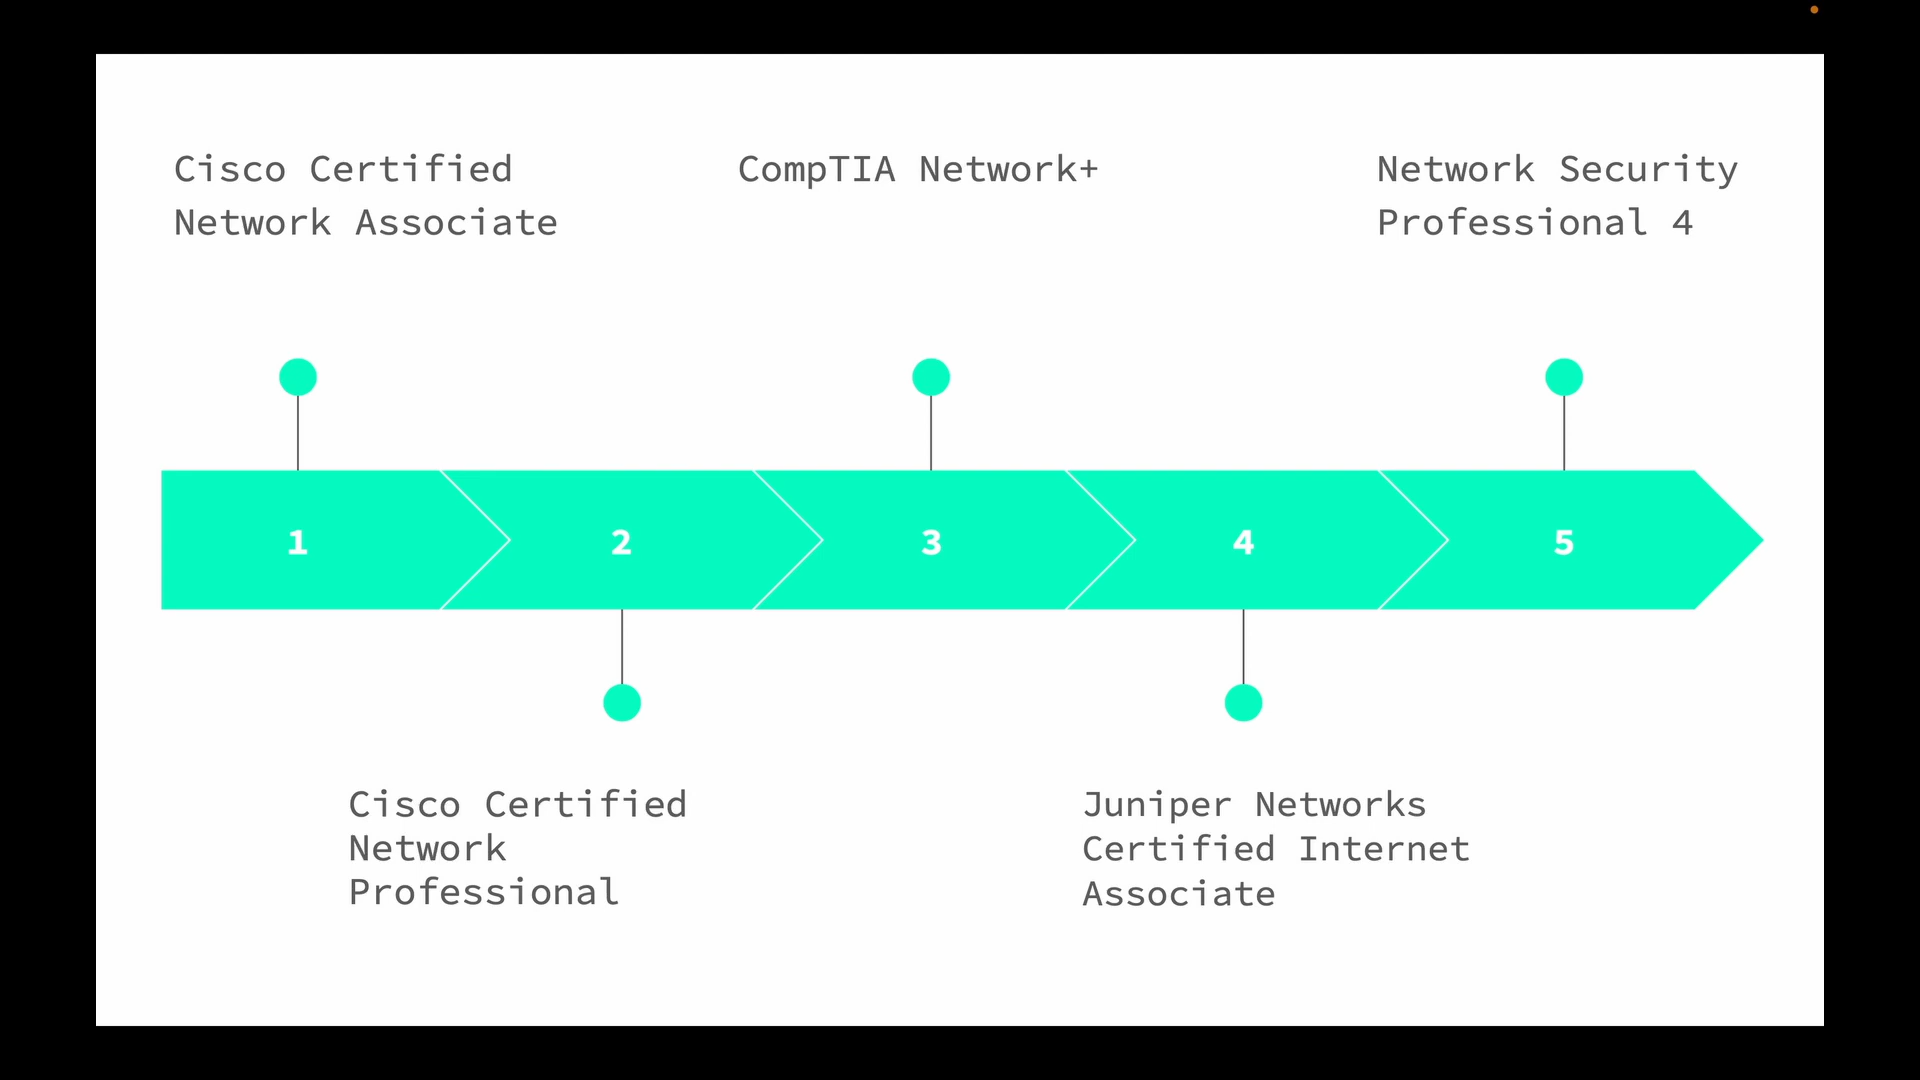 Cisco Certified
Network Associate
CompTIA Network+
Network Security
Professional 4
1
2
3
4
5
Cisco Certified
Network
Professional
Juniper Networks
Certified Internet
Associate